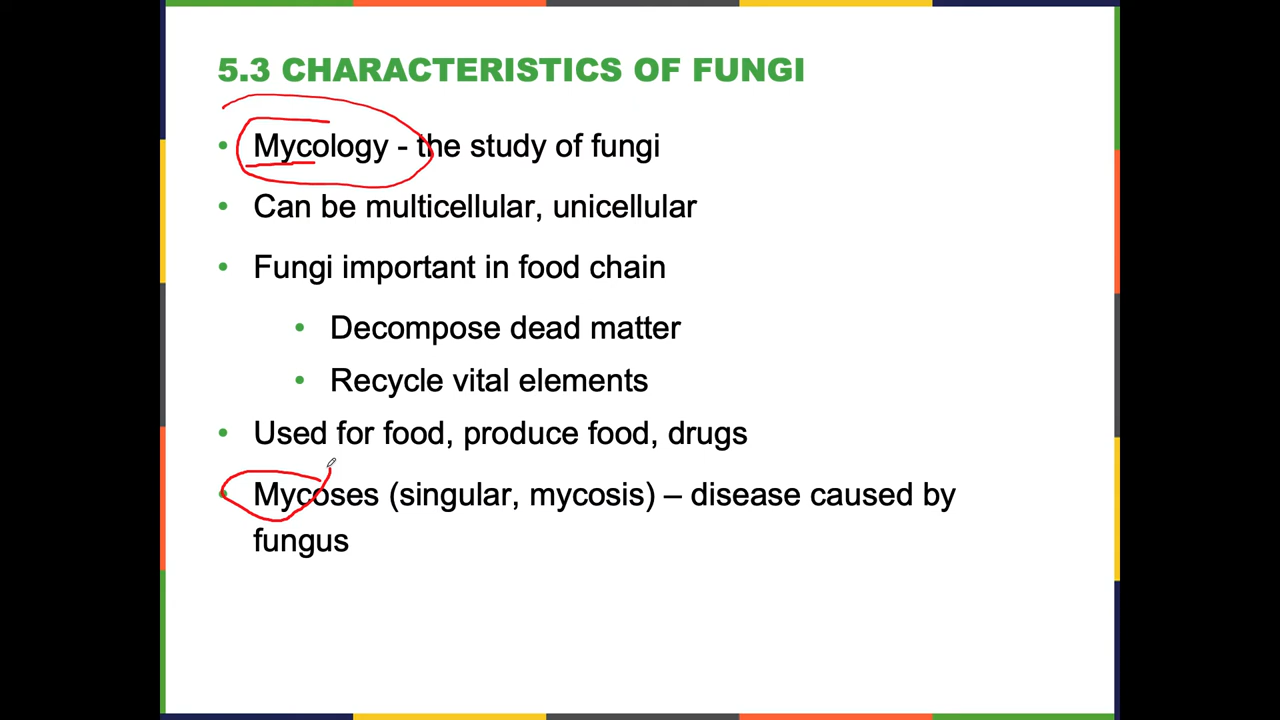 5.3 CHARACTERISTICS OF FUNGI
• Mycology - the study of fungi
• Can be multicellular, unicellular
• Fungi important in food chain
• Decompose dead matter
• Recycle vital elements
• Used for food, produce food, drugs
• Mycoses (singular, mycosis) – disease caused by
fungus